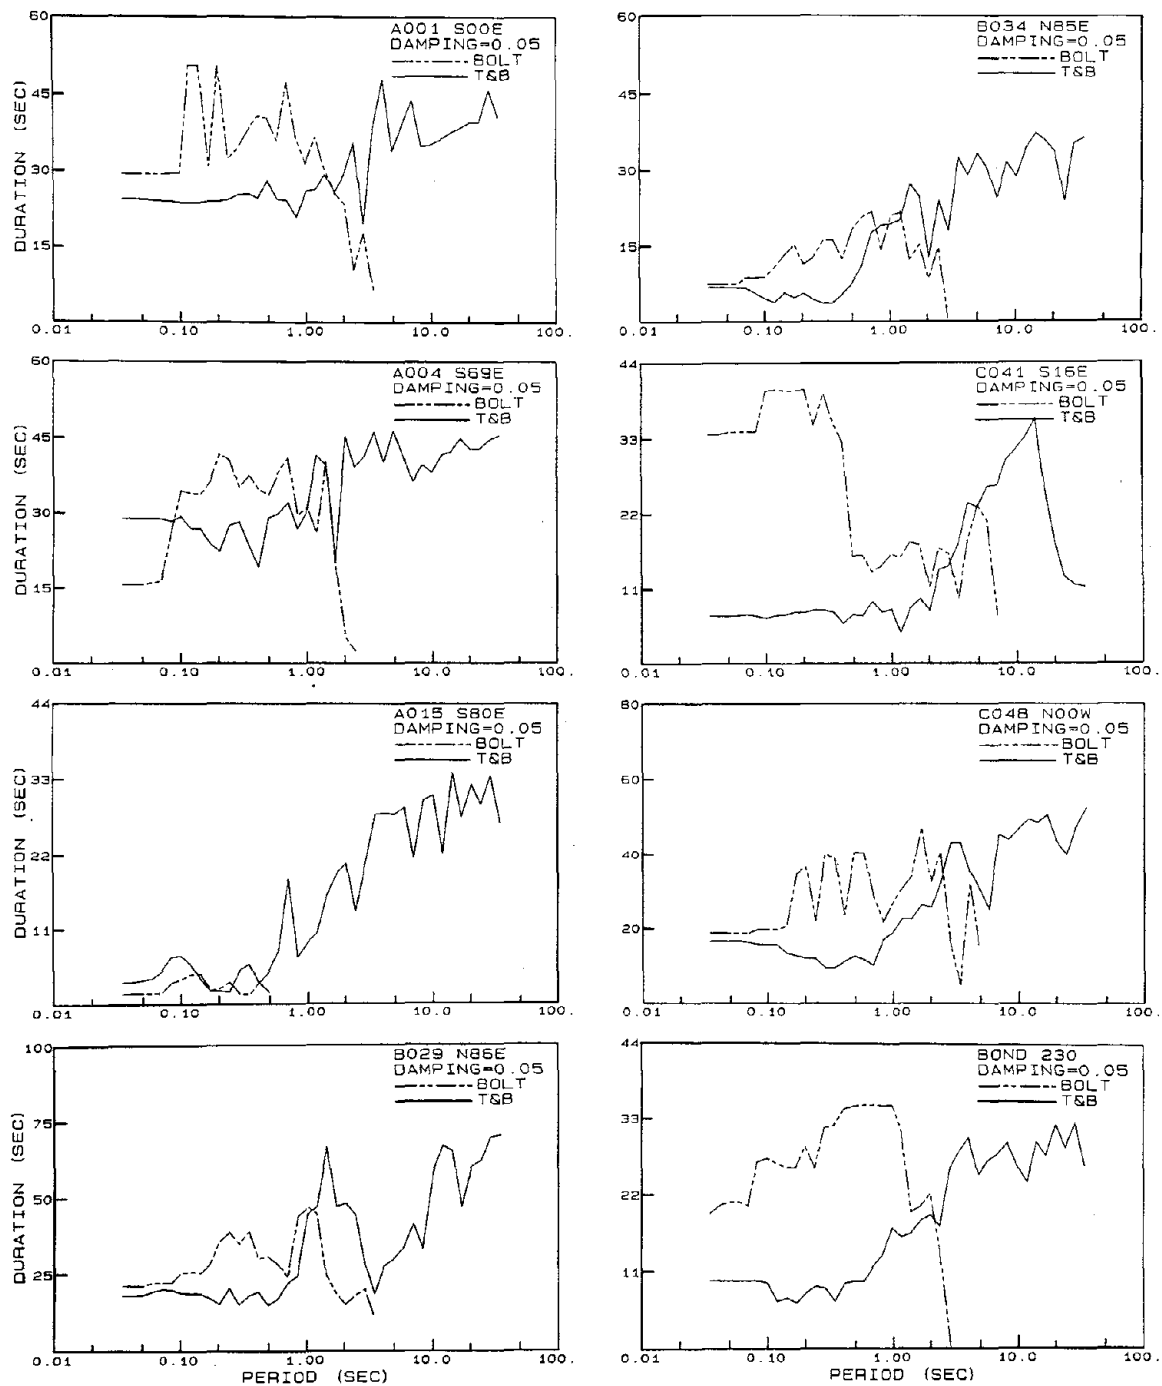 60
45
30
15
DURATION (SEC)
A001 S00E
DAMPING=0.05
BOLT
T&B
0.01 0.10 1.00 10.0 100.
60
45
30
15
B034 N85E
DAMPING=0.05
BOLT
T&B
0.01 0.10 1.00 10.0 100.
60
45
30
15
DURATION (SEC)
A004 S69E
DAMPING=0.05
BOLT
T&B
0.01 0.10 1.00 10.0 100.
44
33
22
11
C041 S16E
DAMPING=0.05
BOLT
T&B
0.01 0.10 1.00 10.0 100.
44
33
22
11
DURATION (SEC)
A015 S80E
DAMPING=0.05
BOLT
T&B
0.01 0.10 1.00 10.0 100.
80
60
40
20
C048 N00W
DAMPING=0.05
BOLT
T&B
0.01 0.10 1.00 10.0 100.
100
75
50
25
DURATION (SEC)
B029 N86E
DAMPING=0.05
BOLT
T&B
0.01 0.10 1.00 10.0 100.
PERIOD (SEC)
44
33
22
11
BOND 230
DAMPING=0.05
BOLT
T&B
0.01 0.10 1.00 10.0 100.
PERIOD (SEC)